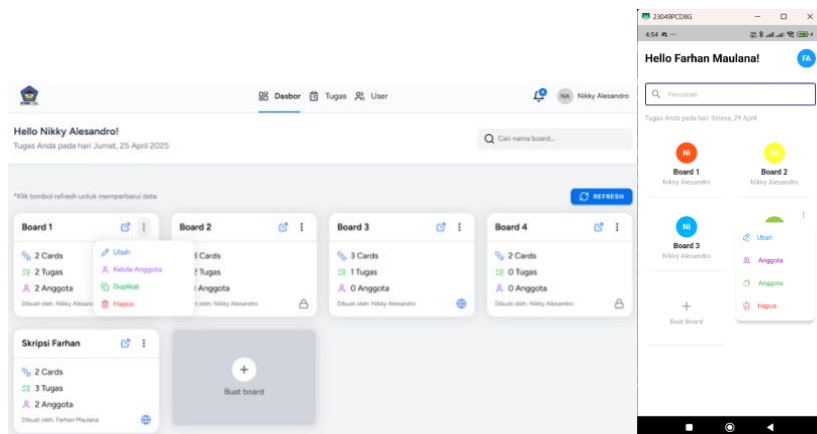 Dasbor Tugas User
4
NA Nikky Alesandro
Hello Nikky Alesandro!
Tugas Anda pada hari Jumat, 25 April 2025
Cari nama board...
*Klik tombol refresh untuk memperbarui data
REFRESH
Board 1
2 Cards
2 Tugas
2 Anggota
Dibuat oleh: Nikky Alesand
Ubah
Kelola Anggota
Duplikat
Hapus
Board 2
Cards
Tugas
Anggota
oleh: Nikky Alesandro
Board 3
3 Cards
1 Tugas
0 Anggota
Dibuat oleh: Nikky Alesandro
Board 4
2 Cards
0 Tugas
0 Anggota
Dibuat oleh: Nikky Alesandro
Skripsi Farhan
2 Cards
3 Tugas
2 Anggota
Dibuat oleh: Farhan Maulana
+
Buat board
23049PCD8G
4:54
Hello Farhan Maulana!
FA
Pencarian
Tugas Anda pada hari Selasa, 29 April
Ni
Board 1
Nikky Alesandro
Ni
Board 2
Nikky Alesandro
Ni
Board 3
Nikky Alesandro
Ubah
Anggota
Anggota
Hapus
+
Buat Board